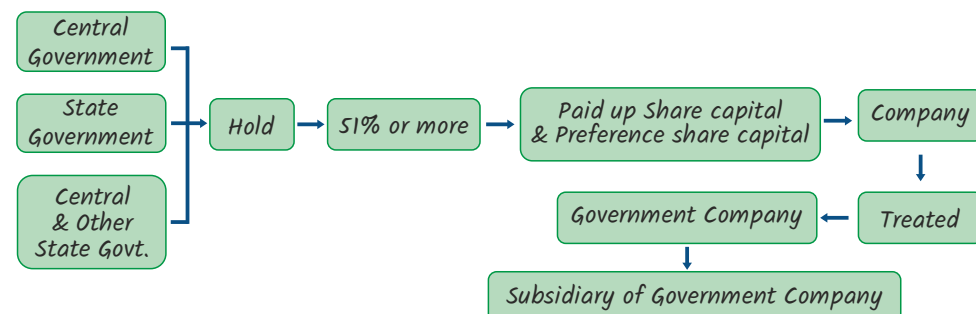 Central
Government
State
Government
Central
& Other
State Govt.
Hold
51% or more
Paid up Share capital
& Preference share capital
Company
Treated
Government Company
Subsidiary of Government Company